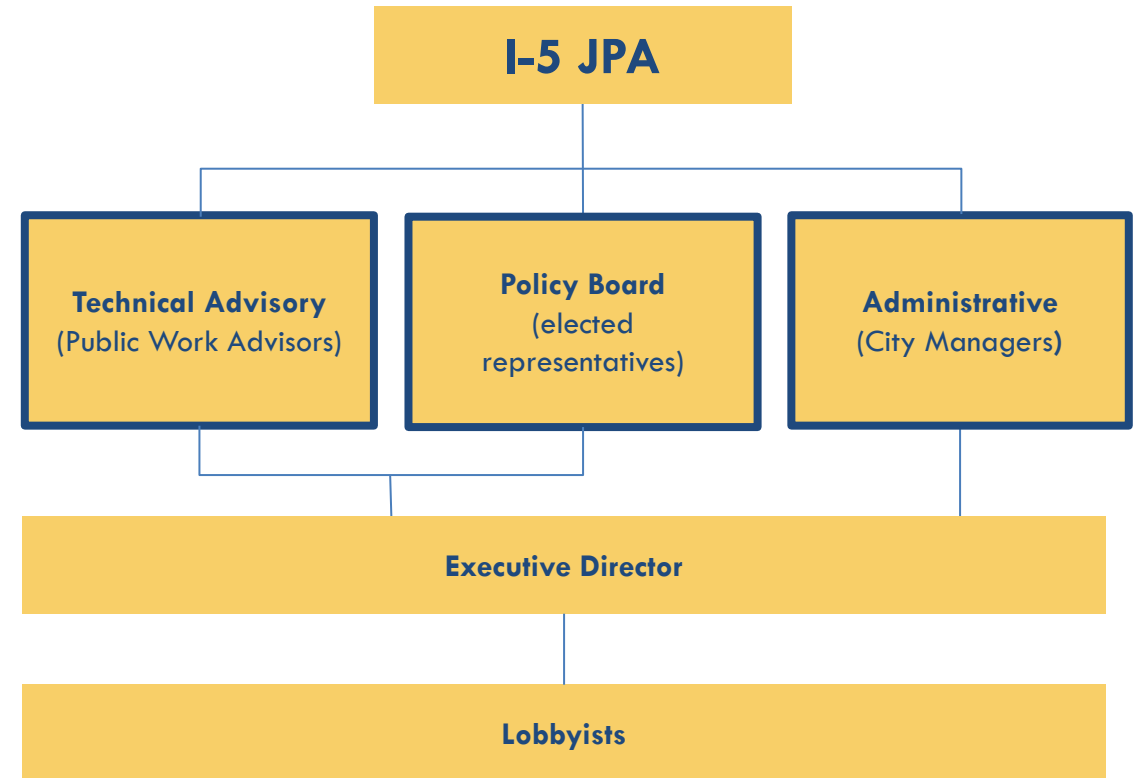 I-5 JPA
Technical Advisory
(Public Work Advisors)
Policy Board
(elected
representatives)
Administrative
(City Managers)
Executive Director
Lobbyists